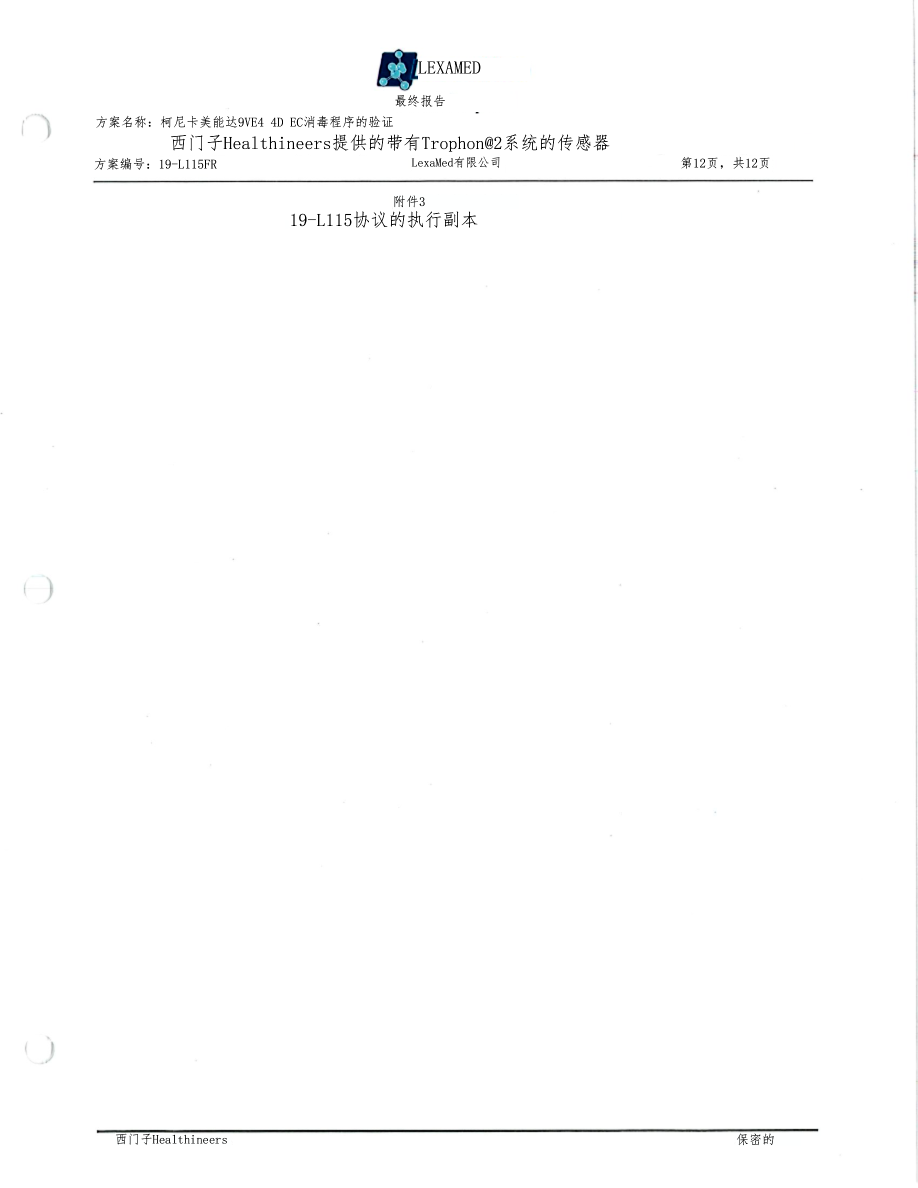 LEXAMED
最终报告
方案名称：柯尼卡美能达9VE4 4D EC消毒程序的验证
西门子Healthineers提供的带有Trophon@2系统的传感器
方案编号：19-L115FR LexaMed有限公司 第12页，共12页
附件3
19-L115协议的执行副本
西门子Healthineers 保密的